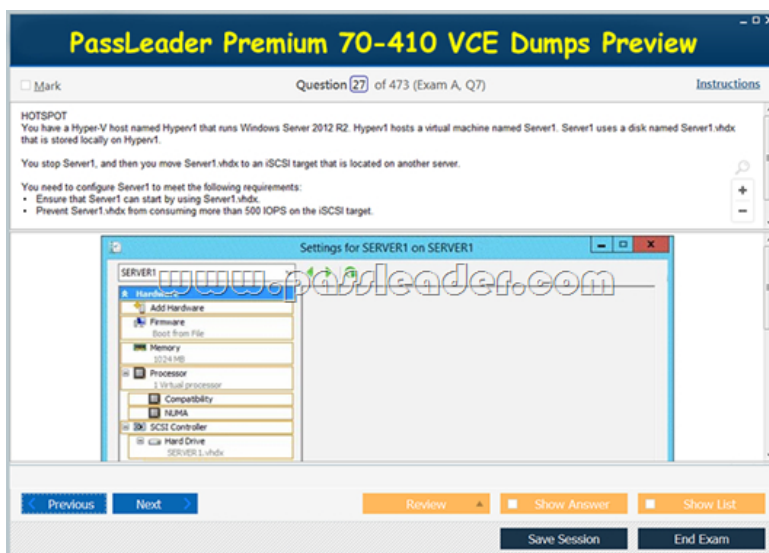 PassLeader Premium 70-410 VCE Dumps Preview
Mark
Question 27 of 473 (Exam A, Q7)
Instructions
HOTSPOT
You have a Hyper-V host named Hyperv1 that runs Windows Server 2012 R2. Hyperv1 hosts a virtual machine named Server1. Server1 uses a disk named Server1.vhdx
that is stored locally on Hyperv1.
You stop Server1, and then you move Server1.vhdx to an iSCSI target that is located on another server.
You need to configure Server1 to meet the following requirements:
• Ensure that Server1 can start by using Server1.vhdx.
• Prevent Server1.vhdx from consuming more than 500 IOPS on the iSCSI target.
Settings for SERVER1 on SERVER1
SERVER1
www.passleader.com
Hardware
Add Hardware
Firmware
Boot from File
Memory
1024 MB
Processor
1 Virtual processor
Compatibility
NUMA
SCSI Controller
Hard Drive
SERVER1.vhdx
Previous
Next
Review
Show Answer
Show List
Save Session
End Exam